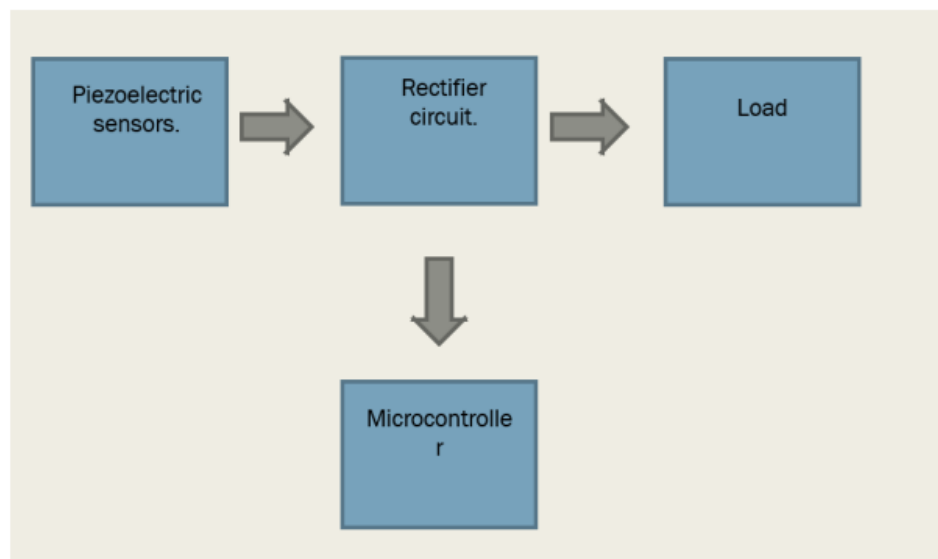 Piezoelectric
sensors.
Rectifier
circuit.
Load
Microcontrolle
r